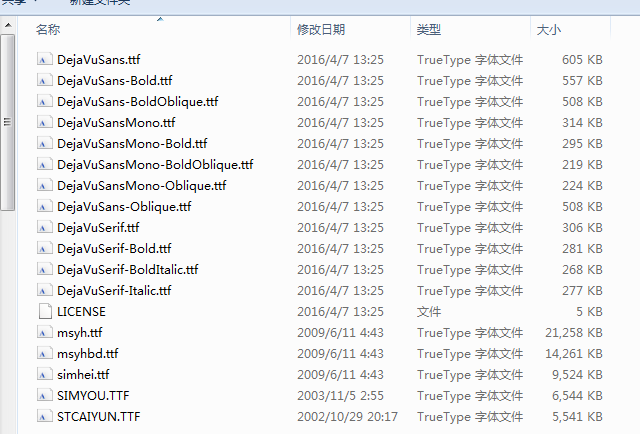 共享 新建文件夹
名称 修改日期 类型 大小
DejaVuSans.ttf 2016/4/7 13:25 TrueType 字体文件 605 KB
DejaVuSans-Bold.ttf 2016/4/7 13:25 TrueType 字体文件 557 KB
DejaVuSans-BoldOblique.ttf 2016/4/7 13:25 TrueType 字体文件 508 KB
DejaVuSansMono.ttf 2016/4/7 13:25 TrueType 字体文件 314 KB
DejaVuSansMono-Bold.ttf 2016/4/7 13:25 TrueType 字体文件 295 KB
DejaVuSansMono-BoldOblique.ttf 2016/4/7 13:25 TrueType 字体文件 219 KB
DejaVuSansMono-Oblique.ttf 2016/4/7 13:25 TrueType 字体文件 224 KB
DejaVuSans-Oblique.ttf 2016/4/7 13:25 TrueType 字体文件 508 KB
DejaVuSerif.ttf 2016/4/7 13:25 TrueType 字体文件 306 KB
DejaVuSerif-Bold.ttf 2016/4/7 13:25 TrueType 字体文件 281 KB
DejaVuSerif-BoldItalic.ttf 2016/4/7 13:25 TrueType 字体文件 268 KB
DejaVuSerif-Italic.ttf 2016/4/7 13:25 TrueType 字体文件 277 KB
LICENSE 2016/4/7 13:25 文件 5 KB
msyh.ttf 2009/6/11 4:43 TrueType 字体文件 21,258 KB
msyhbd.ttf 2009/6/11 4:43 TrueType 字体文件 14,261 KB
simhei.ttf 2009/6/11 4:43 TrueType 字体文件 9,524 KB
SIMYOU.TTF 2003/11/5 2:55 TrueType 字体文件 6,544 KB
STCAIYUN.TTF 2002/10/29 20:17 TrueType 字体文件 5,541 KB